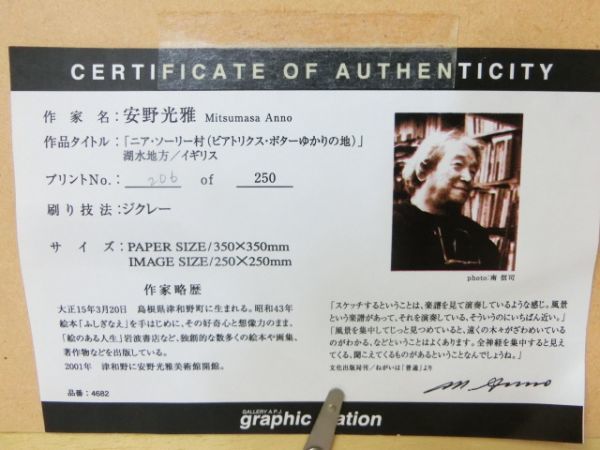 CERTIFICATE OF AUTHENTICITY
作 家 名：安野光雅 Mitsumasa Anno
作品タイトル：「ニア・ソーリー村（ビアトリクス・ポターゆかりの地）」
湖水地方／イギリス
プリントNo.： 206 of 250
刷り技法：ジクレー
サ イ ズ：PAPER SIZE/350×350mm
IMAGE SIZE/250×250mm
作家略歴
大正15年3月20日 島根県津和野町に生まれる。昭和43年
絵本「ふしぎなえ」を手はじめに、その好奇心と想像力のまま、
「絵のある人生」岩波書店など、独創的な数多くの絵本や画集、
著作物などを出版している。
2001年 津和野に安野光雅美術館開館。
品番：4682
photo:南 信司
「スケッチするということは、楽譜を見て演奏しているような感じ。風景
という楽譜があって、それを演奏している、そういうのにいちばん近い。」
「風景を集中してじっと見つめていると、遠くの木々がざわめいている
のがわかる、などということはよくあります。全神経を集中すると見え
てくる、聞こえてくるものがあるということなんでしょうね。」
文化出版局刊／ねがいは「普通」より
M Anno
GALLERY A.P.J.
graphic ation